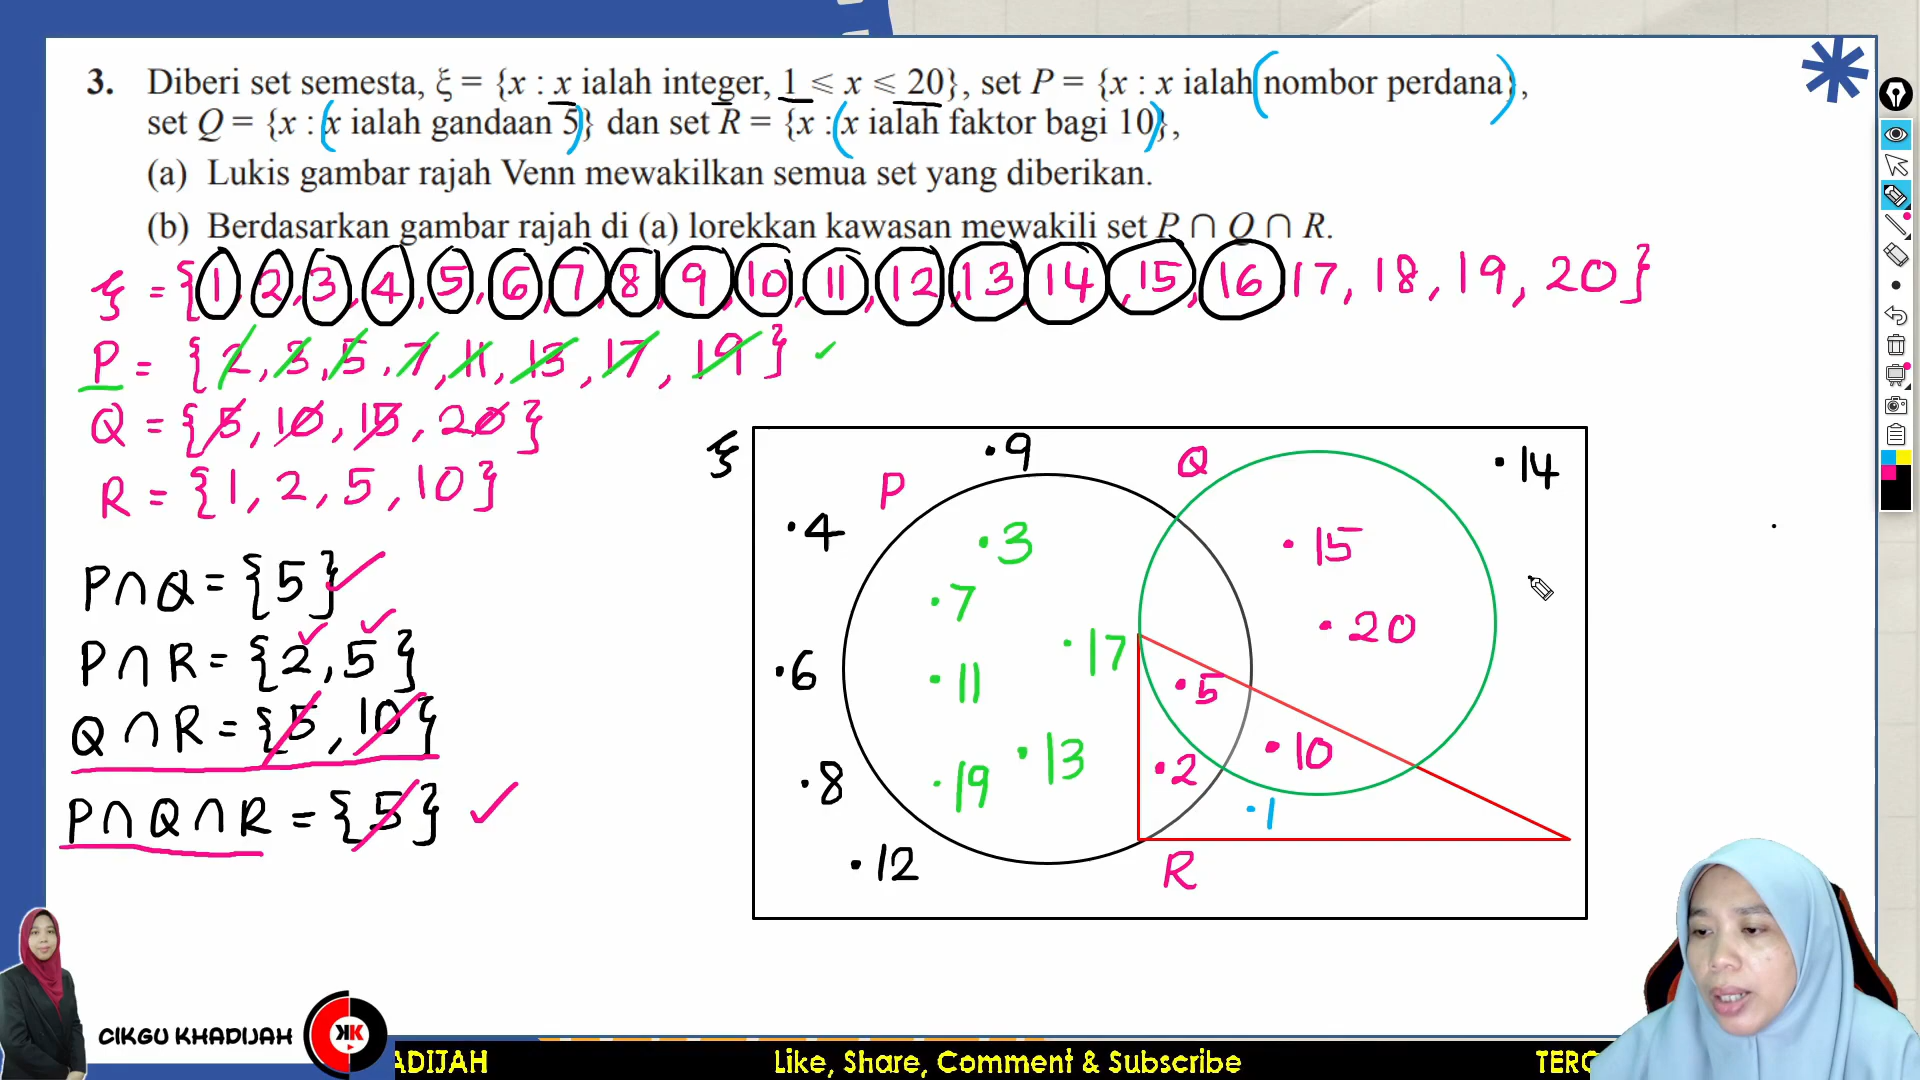 3. Diberi set semesta, ξ = {x : x ialah integer, 1 ⩽ x ⩽ 20}, set P = {x : x ialah nombor perdana},
set Q = {x : x ialah gandaan 5} dan set R = {x : x ialah faktor bagi 10},
(a) Lukis gambar rajah Venn mewakilkan semua set yang diberikan.
(b) Berdasarkan gambar rajah di (a) lorekkan kawasan mewakili set P ∩ Q ∩ R.
ξ = {1, 2, 3, 4, 5, 6, 7, 8, 9, 10, 11, 12, 13, 14, 15, 16, 17, 18, 19, 20}
P = {2, 3, 5, 7, 11, 13, 17, 19}
Q = {5, 10, 15, 20}
R = {1, 2, 5, 10}
P∩Q = {5}
P∩R = {2, 5}
Q∩R = {5, 10}
P∩Q∩R = {5}
ξ
.9
Q
.14
P
.4
.3
.15
.7
.20
.17
.6
.11
.5
.13
.10
.8
.19
.2
.1
.12
R
CIKGU KHADIJAH
KK
ADIJAH Like, Share, Comment & Subscribe TERC